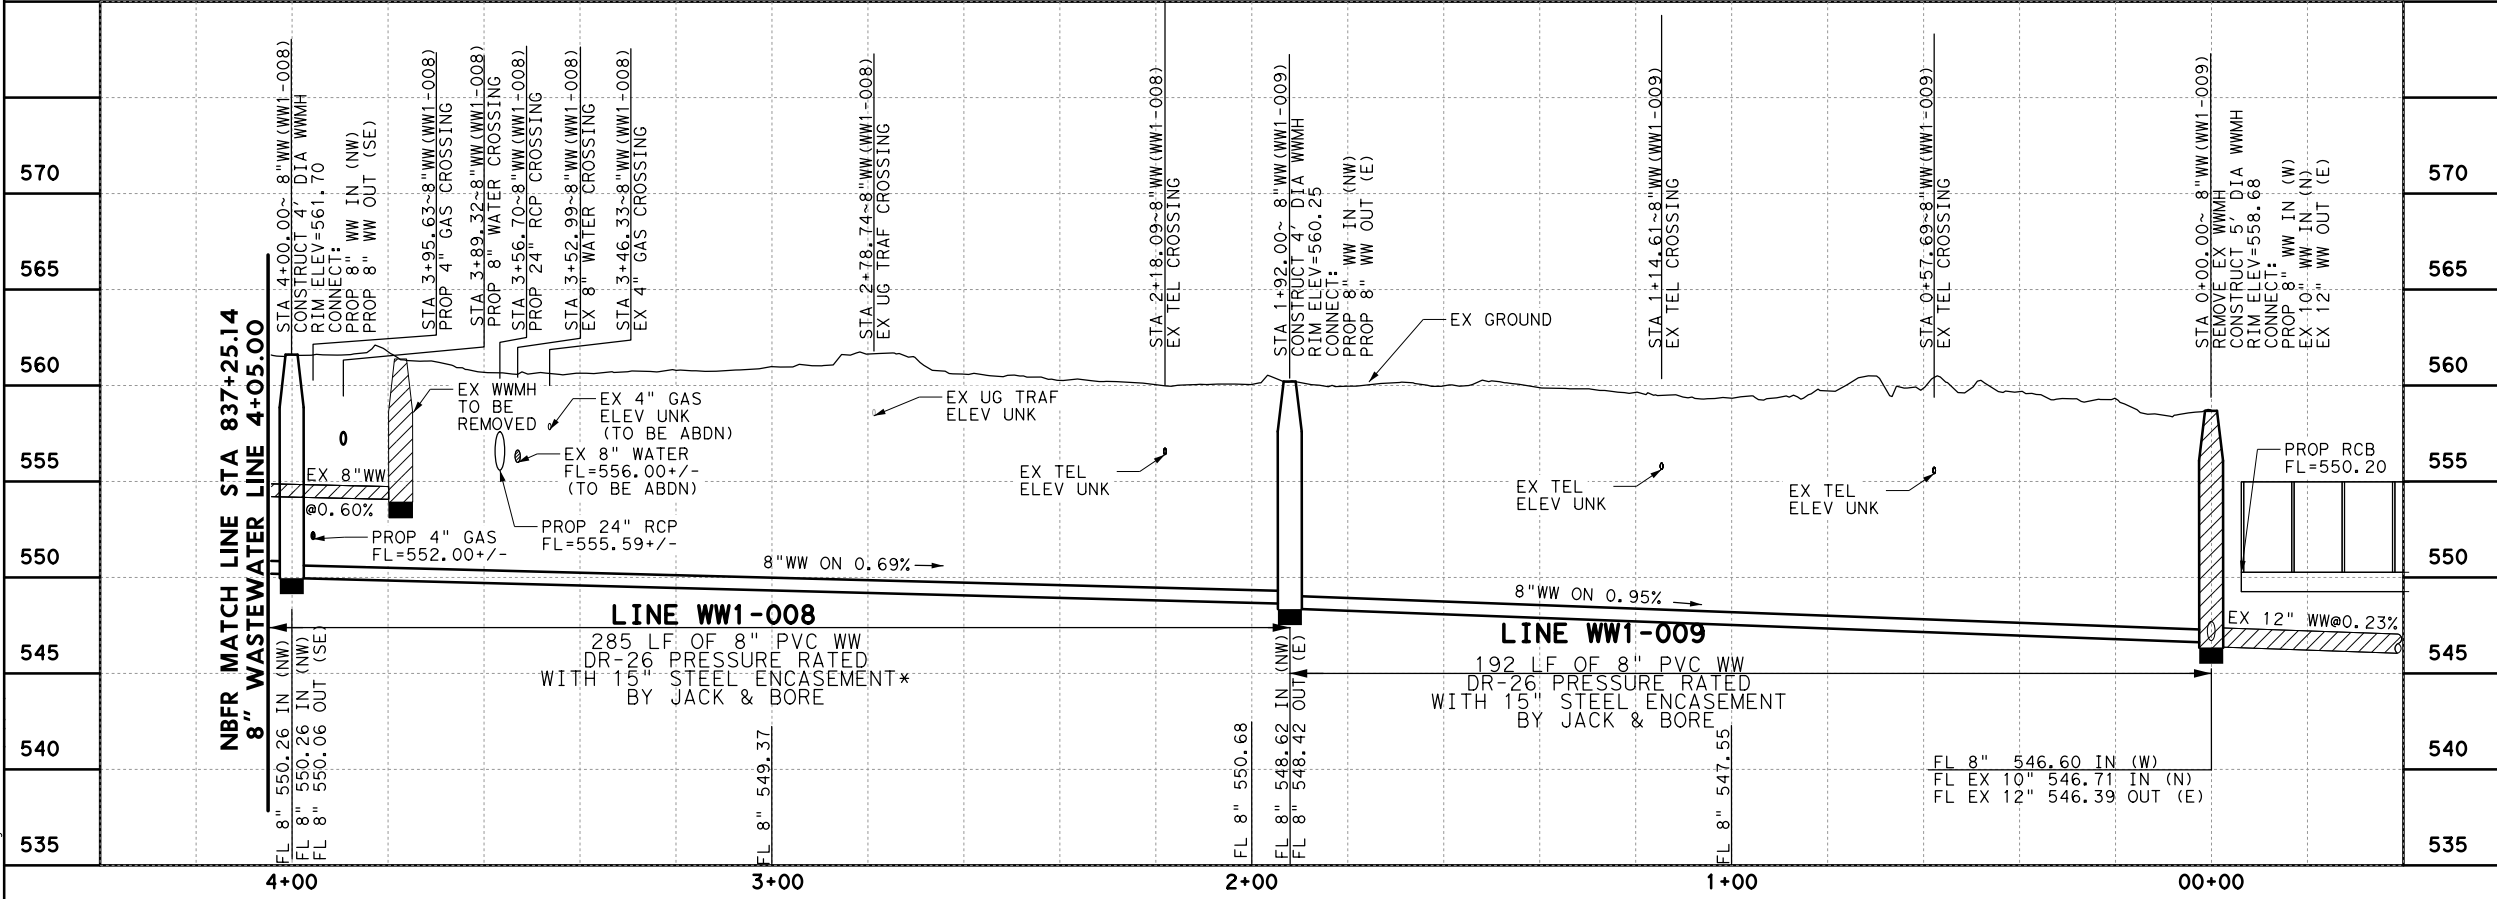 570
565
560
555
550
545
540
535
NBFR MATCH LINE STA 837+25.14
8" WASTEWATER LINE 4+05.00
STA 4+00.00~ 8"WW(WW1-008)
CONSTRUCT 4' DIA WWMH
RIM ELEV=561.70
CONNECT:
PROP 8" WW IN (NW)
PROP 8" WW OUT (SE)
STA 3+95.63~8"WW(WW1-008)
PROP 4" GAS CROSSING
STA 3+89.32~8"WW(WW1-008)
PROP 8" WATER CROSSING
STA 3+56.70~8"WW(WW1-008)
PROP 24" RCP CROSSING
STA 3+52.99~8"WW(WW1-008)
EX 8" WATER CROSSING
STA 3+46.33~8"WW(WW1-008)
EX 4" GAS CROSSING
STA 2+78.74~8"WW(WW1-008)
EX UG TRAF CROSSING
STA 2+18.09~8"WW(WW1-008)
EX TEL CROSSING
STA 1+92.00~ 8"WW(WW1-009)
CONSTRUCT 4' DIA WWMH
RIM ELEV=560.25
CONNECT:
PROP 8" WW IN (NW)
PROP 8" WW OUT (E)
EX GROUND
STA 1+14.61~8"WW(WW1-009)
EX TEL CROSSING
STA 0+57.69~8"WW(WW1-009)
EX TEL CROSSING
STA 0+00.00~ 8"WW(WW1-009)
REMOVE EX WWMH
CONSTRUCT 5' DIA WWMH
RIM ELEV=558.68
CONNECT:
PROP 8" WW IN (W)
EX 10" WW IN (N)
EX 12" WW OUT (E)
EX WWMH
TO BE
REMOVED
EX 4" GAS
ELEV UNK
(TO BE ABDN)
EX 8" WATER
FL=556.00+/-
(TO BE ABDN)
EX 8"WW
@0.60%
PROP 4" GAS
FL=552.00+/-
PROP 24" RCP
FL=555.59+/-
EX UG TRAF
ELEV UNK
EX TEL
ELEV UNK
EX TEL
ELEV UNK
EX TEL
ELEV UNK
PROP RCB
FL=550.20
8"WW ON 0.69%
8"WW ON 0.95%
EX 12" WW@0.23%
LINE WW1-008
285 LF OF 8" PVC WW
DR-26 PRESSURE RATED
WITH 15" STEEL ENCASEMENT*
BY JACK & BORE
LINE WW1-009
192 LF OF 8" PVC WW
DR-26 PRESSURE RATED
WITH 15" STEEL ENCASEMENT
BY JACK & BORE
FL 8" 550.26 IN (NW)
FL 8" 550.26 IN (NW)
FL 8" 550.06 OUT (SE)
FL 8" 549.37
FL 8" 550.68
FL 8" 548.62 IN (NW)
FL 8" 548.42 OUT (E)
FL 8" 547.55
FL 8" 546.60 IN (W)
FL EX 10" 546.71 IN (N)
FL EX 12" 546.39 OUT (E)
570
565
560
555
550
545
540
535
4+00
3+00
2+00
1+00
00+00